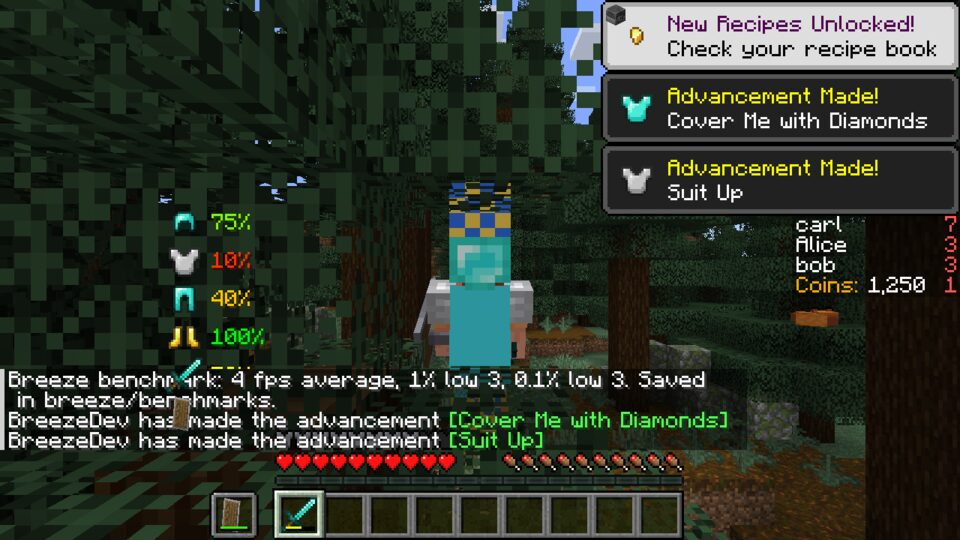 New Recipes Unlocked!
Check your recipe book
Advancement Made!
Cover Me with Diamonds
Advancement Made!
Suit Up
carl 7
Alice 3
bob 3
Coins: 1,250 1
75%
10%
40%
100%
Breeze benchmark: 4 fps average, 1% low 3, 0.1% low 3. Saved
in breeze/benchmarks.
BreezeDev has made the advancement [Cover Me with Diamonds]
BreezeDev has made the advancement [Suit Up]